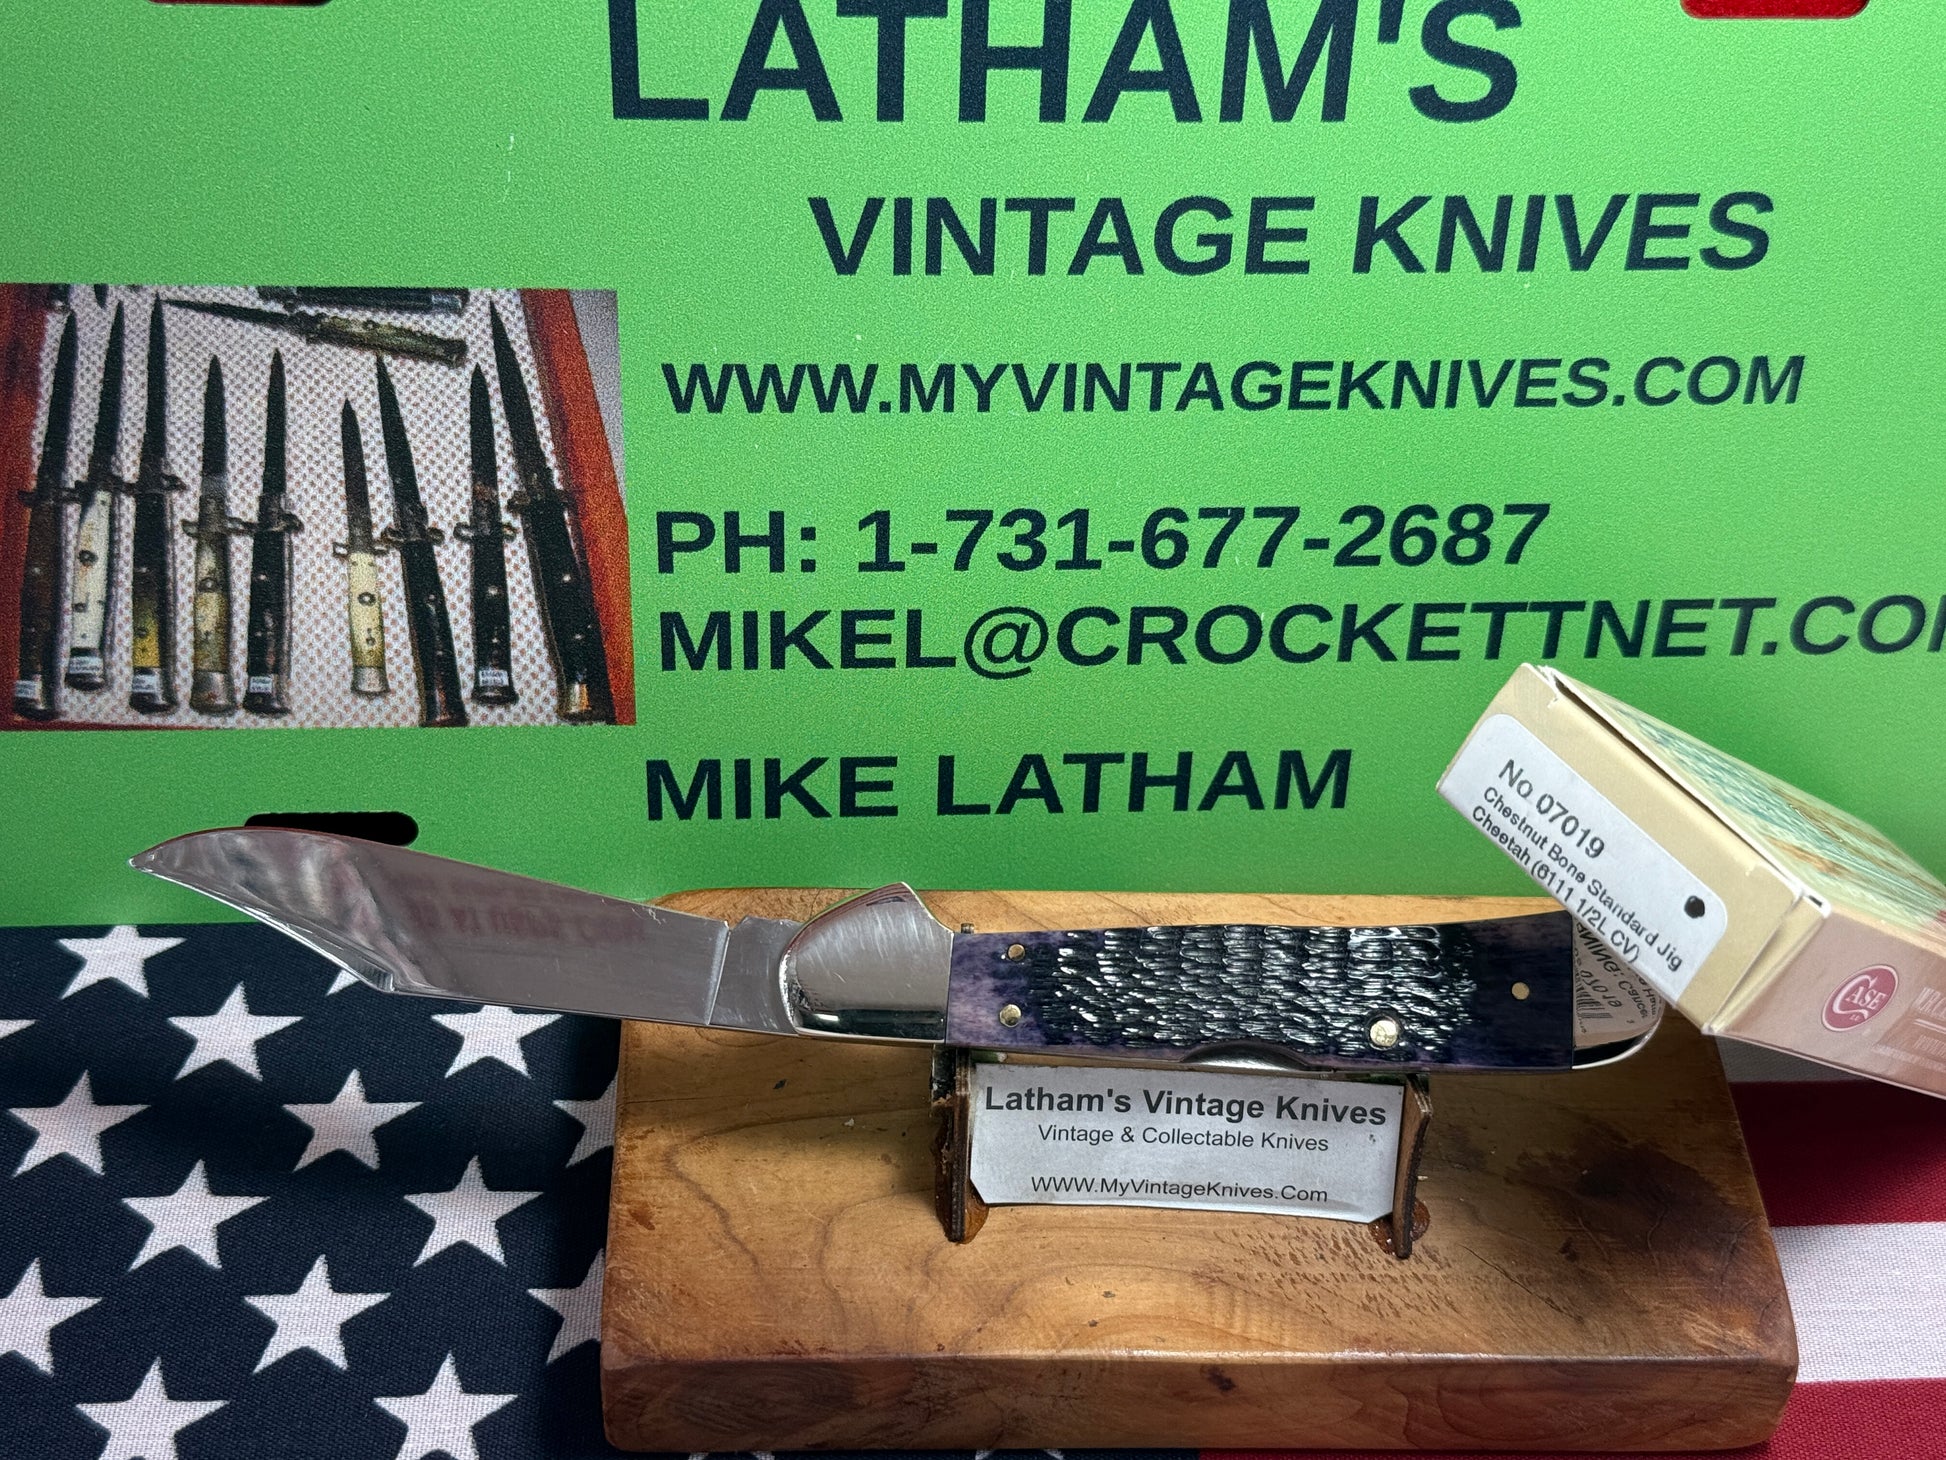 LATHAM'S
VINTAGE KNIVES
WWW.MYVINTAGEKNIVES.COM
PH: 1-731-677-2687
MIKEL@CROCKETTNET.CO
MIKE LATHAM
No 07019
Chestnut Bone Standard Jig
Cheetah (6111 1/2L CV)
CASE
Latham's Vintage Knives
Vintage & Collectable Knives
WWW.MyVintageKnives.Com